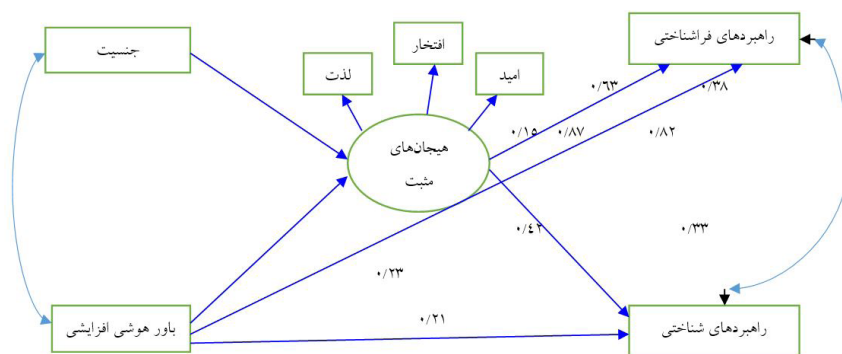 جنسیت
افتخار
راهبردهای فراشناختی
لذت
امید
۰/۶۳
۰/۳۸
۰/۱۵
۰/۸۷
۰/۸۲
هیجان‌های
مثبت
۰/۴۲
۰/۳۳
۰/۲۳
باور هوشی افزایشی
۰/۲۱
راهبردهای شناختی